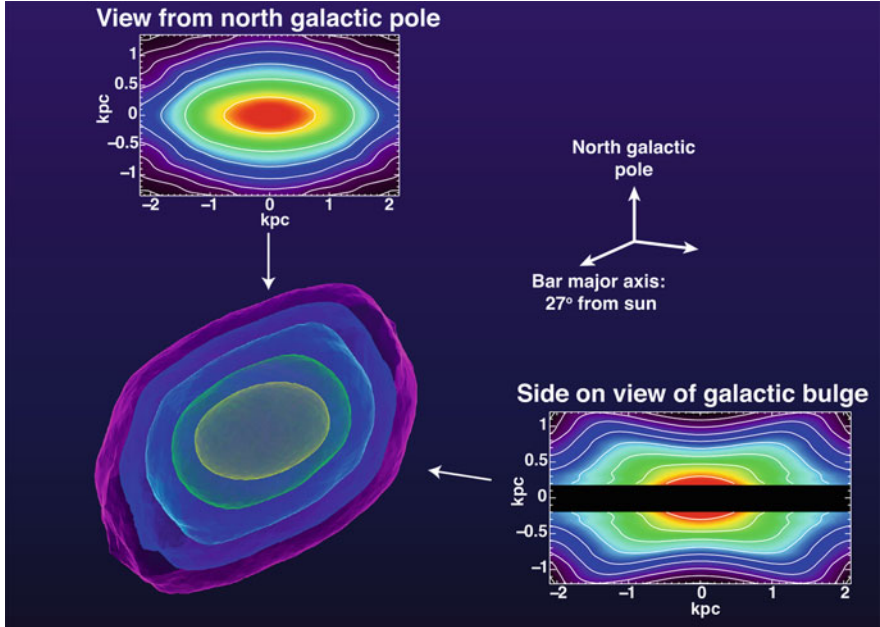 View from north galactic pole
kpc
1
0.5
0
−0.5
−1
−2 −1 0 1 2
kpc
North galactic
pole
Bar major axis:
27° from sun
Side on view of galactic bulge
kpc
1
0.5
0
−0.5
−1
−2 −1 0 1 2
kpc